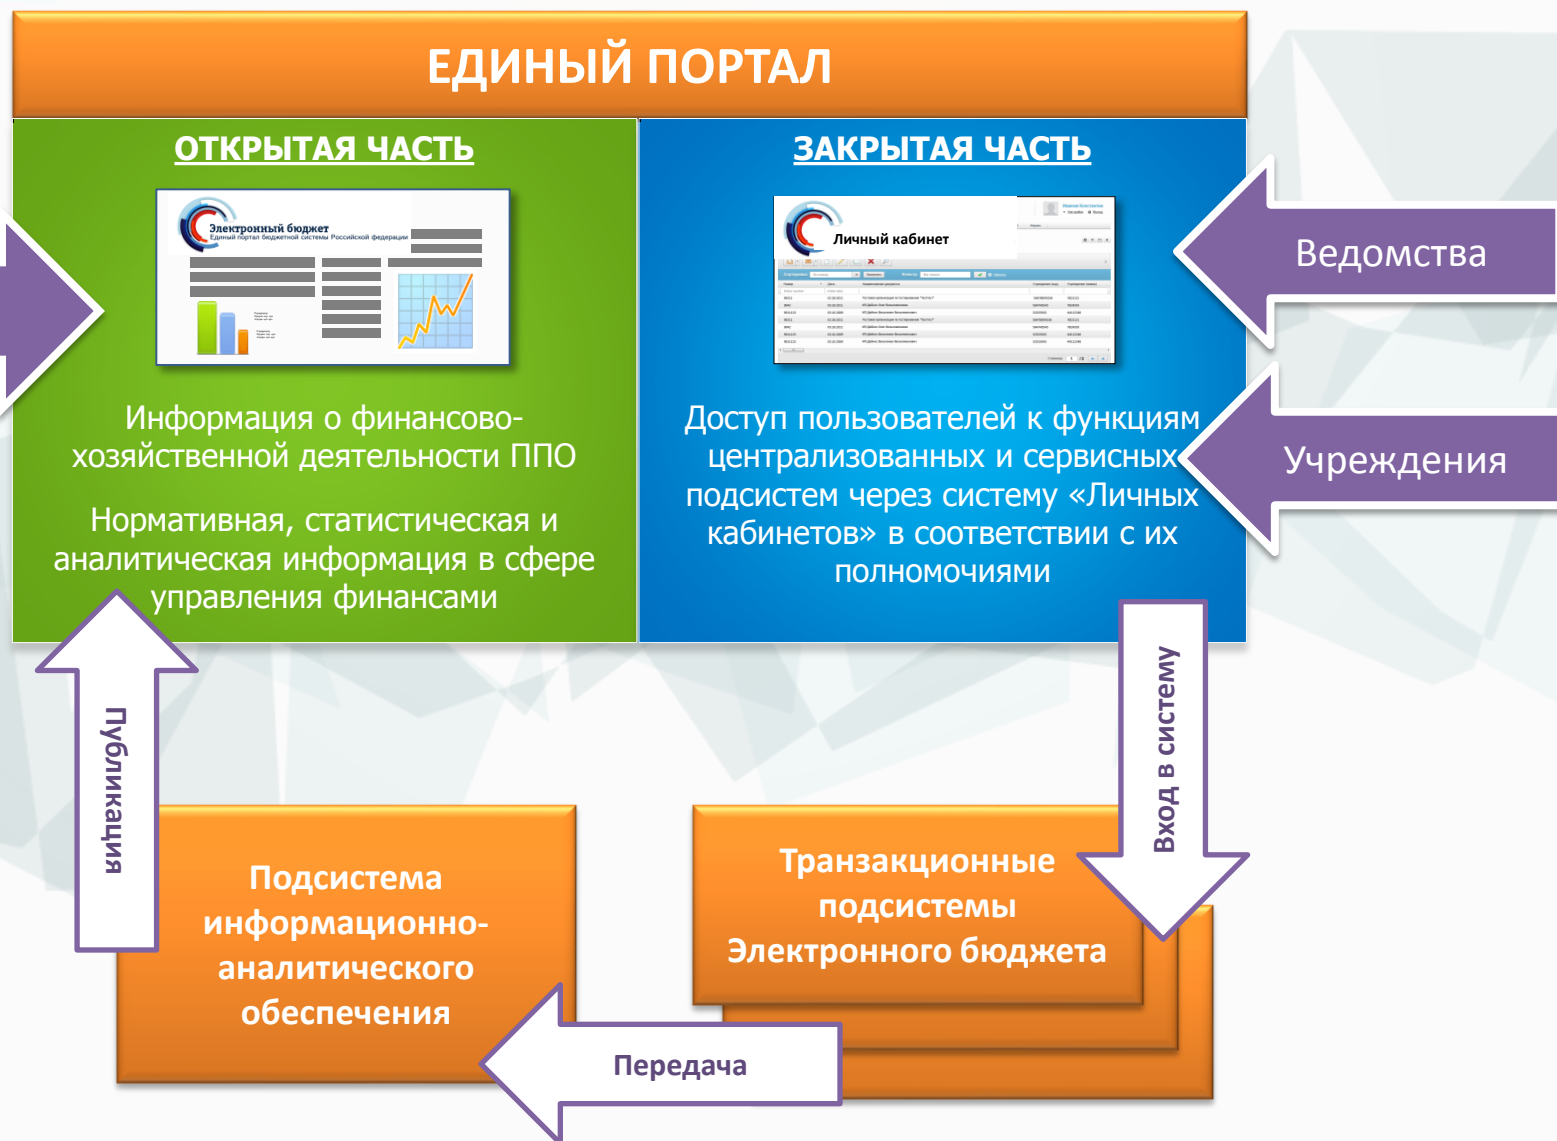 ЕДИНЫЙ ПОРТАЛ
ОТКРЫТАЯ ЧАСТЬ
Электронный бюджет
Единый портал бюджетной системы Российской федерации
Информация о финансово-
хозяйственной деятельности ППО
Нормативная, статистическая и
аналитическая информация в сфере
управления финансами
ЗАКРЫТАЯ ЧАСТЬ
Личный кабинет
Доступ пользователей к функциям
централизованных и сервисных
подсистем через систему «Личных
кабинетов» в соответствии с их
полномочиями
Ведомства
Учреждения
Публикация
Вход в систему
Подсистема
информационно-
аналитического
обеспечения
Транзакционные
подсистемы
Электронного бюджета
Передача